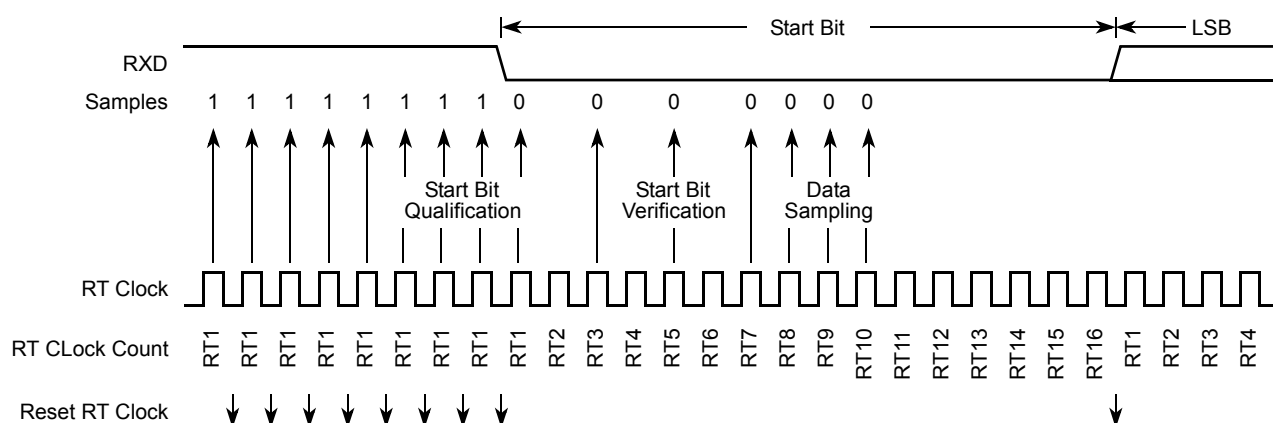 Start Bit LSB
RXD
Samples 1 1 1 1 1 1 1 1 0 0 0 0 0 0 0
Start Bit Qualification
Start Bit Verification
Data Sampling
RT Clock
RT CLock Count RT1 RT1 RT1 RT1 RT1 RT1 RT1 RT1 RT1 RT2 RT3 RT4 RT5 RT6 RT7 RT8 RT9 RT10 RT11 RT12 RT13 RT14 RT15 RT16 RT1 RT2 RT3 RT4
Reset RT Clock